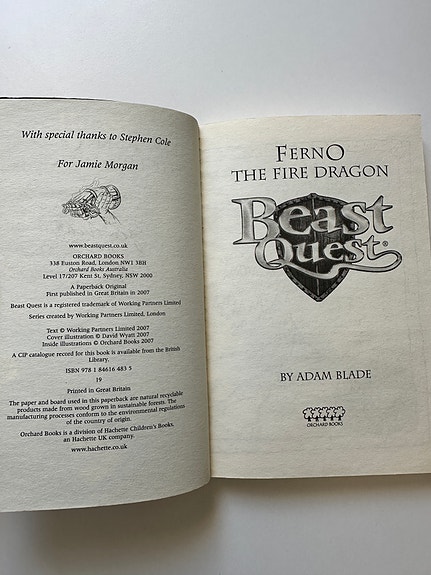 With special thanks to Stephen Cole
For Jamie Morgan
www.beastquest.co.uk
ORCHARD BOOKS
338 Euston Road, London NW1 3BH
Orchard Books Australia
Level 17/207 Kent St, Sydney, NSW 2000
A Paperback Original
First published in Great Britain in 2007
Beast Quest is a registered trademark of Working Partners Limited
Series created by Working Partners Limited, London
Text © Working Partners Limited 2007
Cover illustration © David Wyatt 2007
Inside illustrations © Orchard Books 2007
A CIP catalogue record for this book is available from the British
Library.
ISBN 978 1 84616 483 5
19
Printed in Great Britain
The paper and board used in this paperback are natural recyclable
products made from wood grown in sustainable forests. The
manufacturing processes conform to the environmental regulations
of the country of origin.
Orchard Books is a division of Hachette Children's Books,
an Hachette UK company.
www.hachette.co.uk
FERNO
THE FIRE DRAGON
Beast
Quest®
BY ADAM BLADE
ORCHARD BOOKS